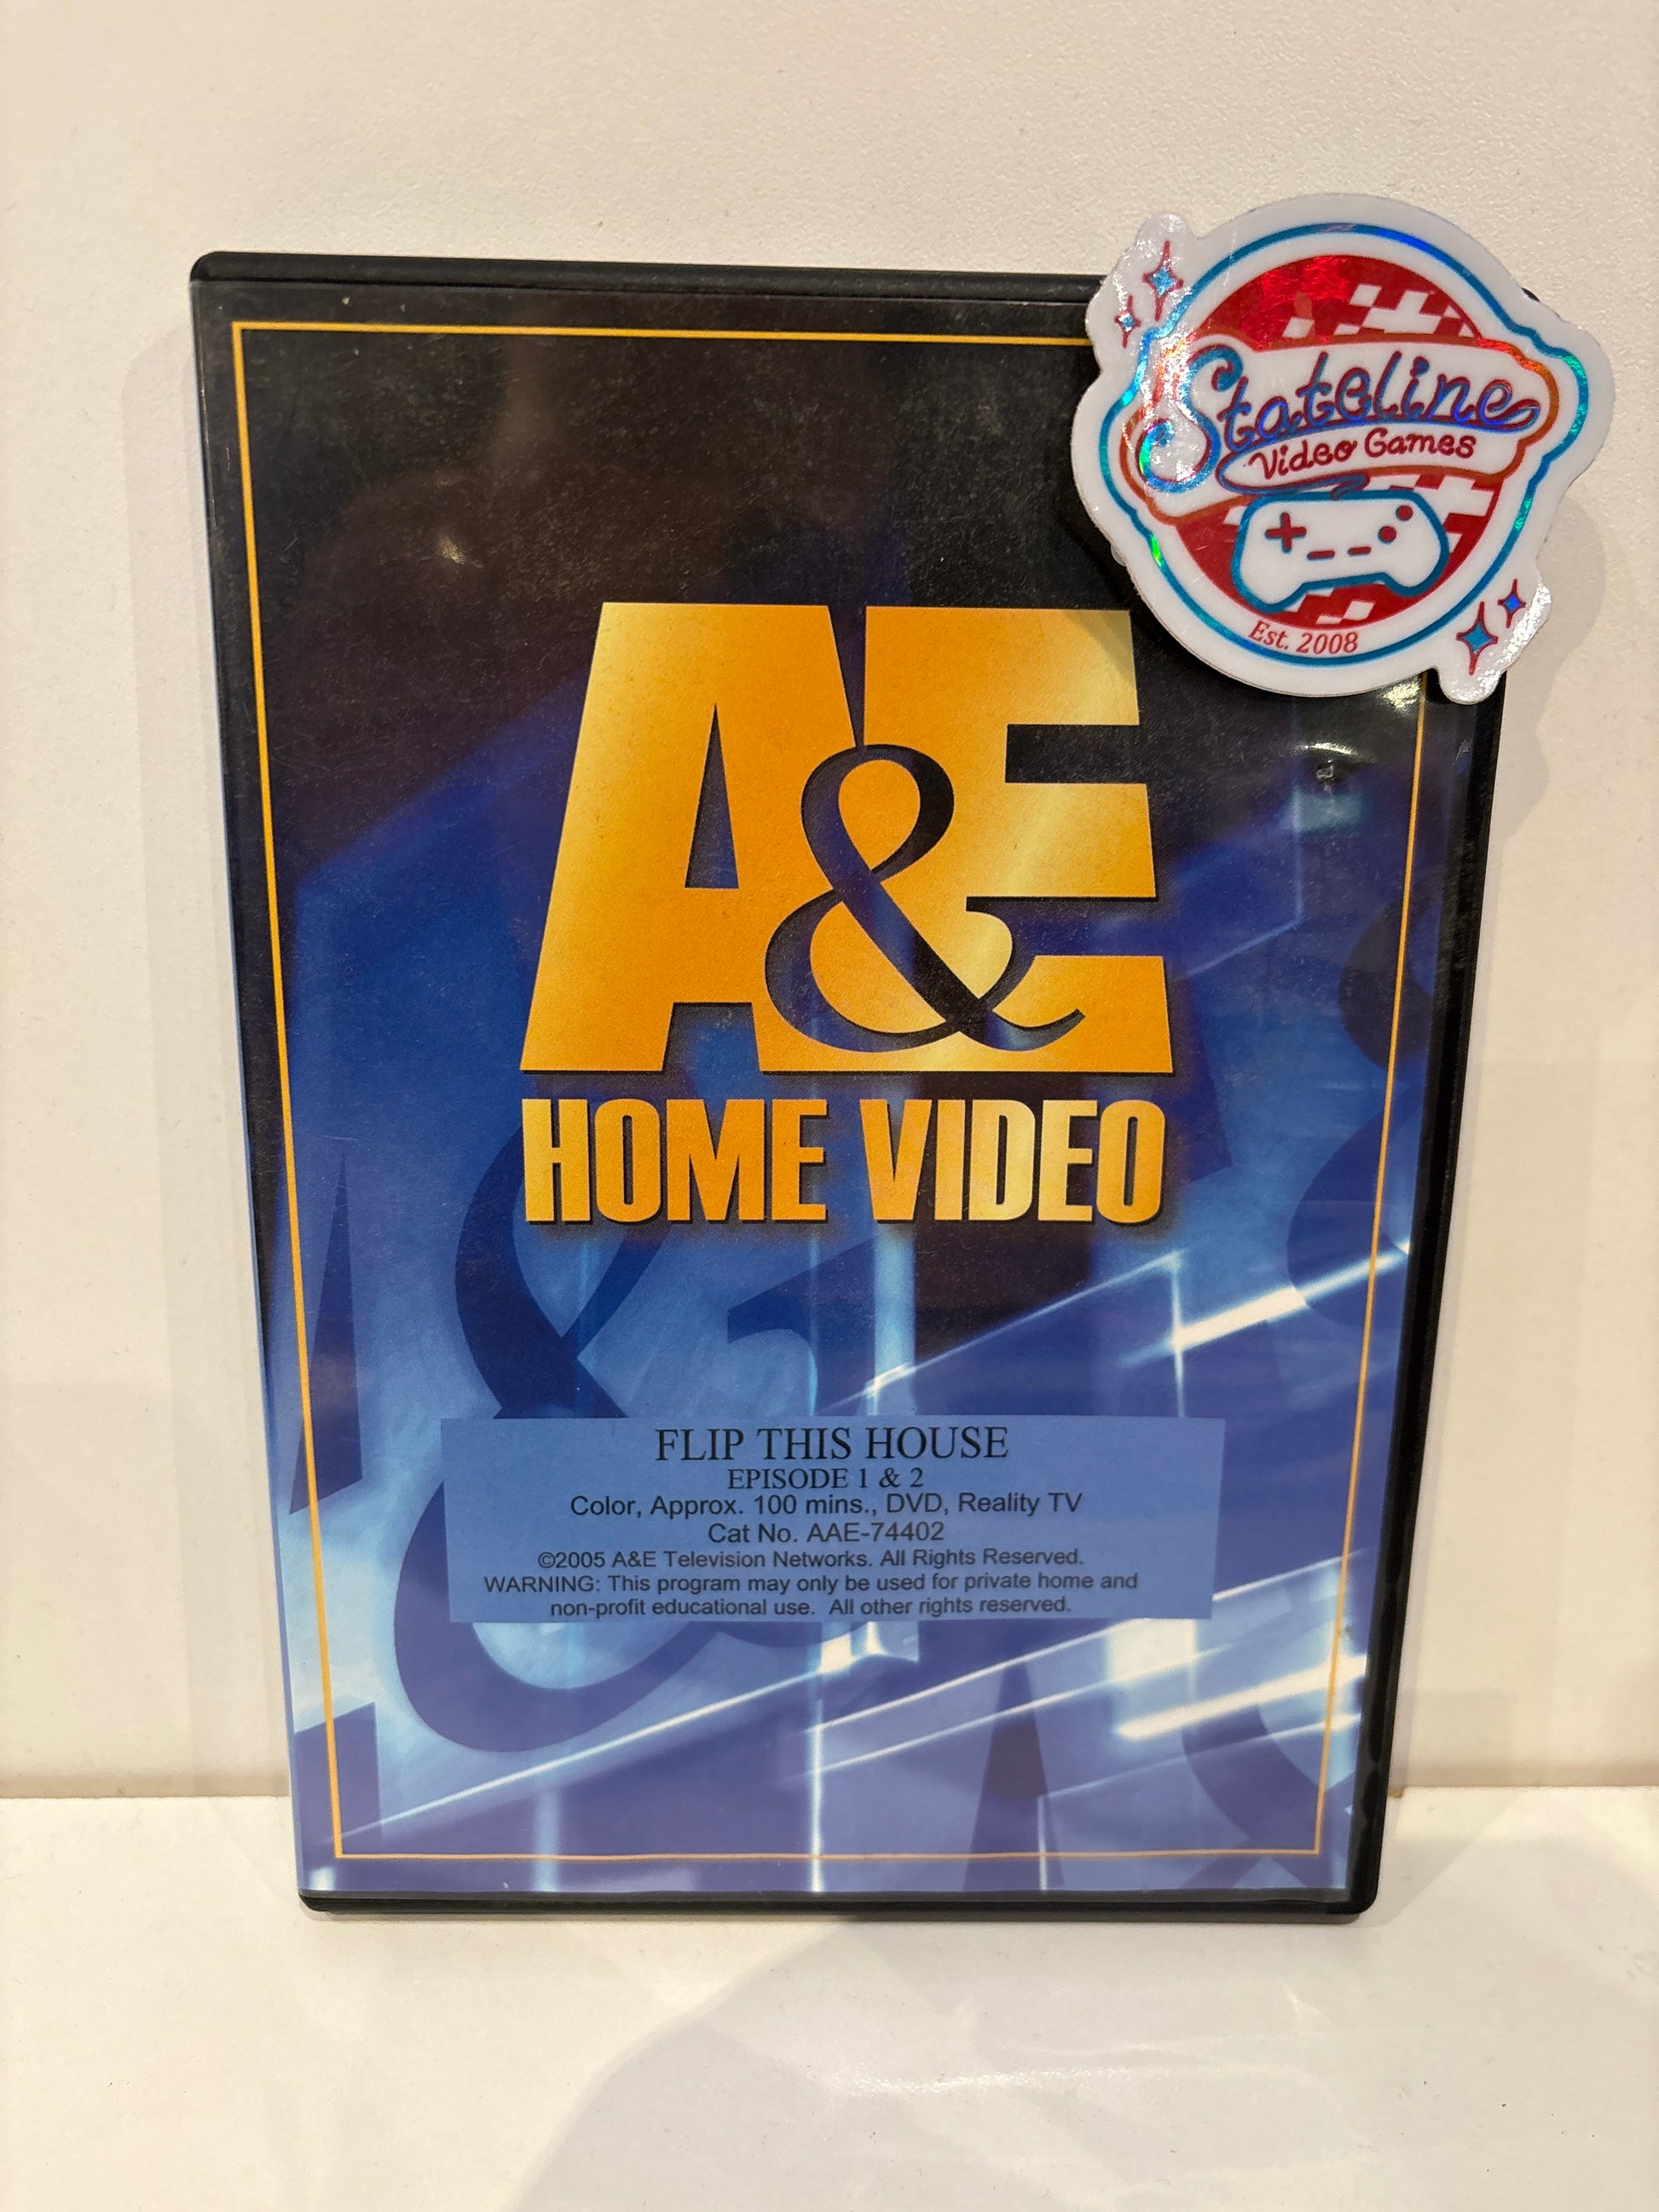 Stateline
Video Games
Est. 2008
A&E
HOME VIDEO
FLIP THIS HOUSE
EPISODE 1 & 2
Color, Approx. 100 mins., DVD, Reality TV
Cat No. AAE-74402
©2005 A&E Television Networks. All Rights Reserved.
WARNING: This program may only be used for private home and
non-profit educational use. All other rights reserved.